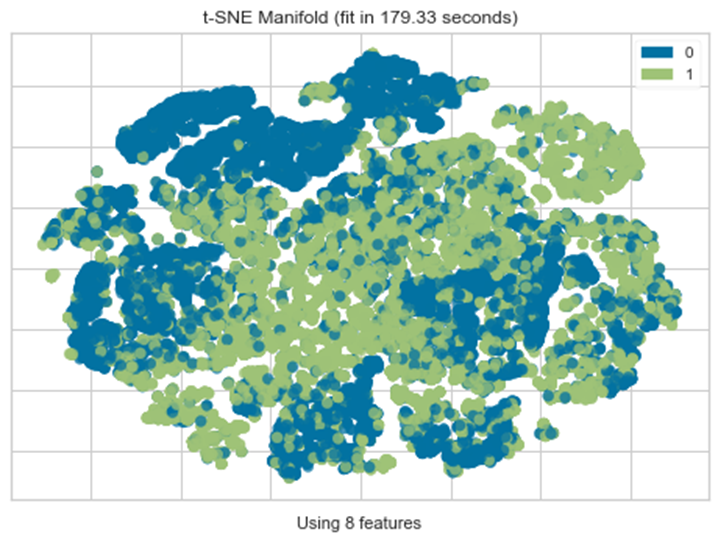 t-SNE Manifold (fit in 179.33 seconds)
0
1
Using 8 features